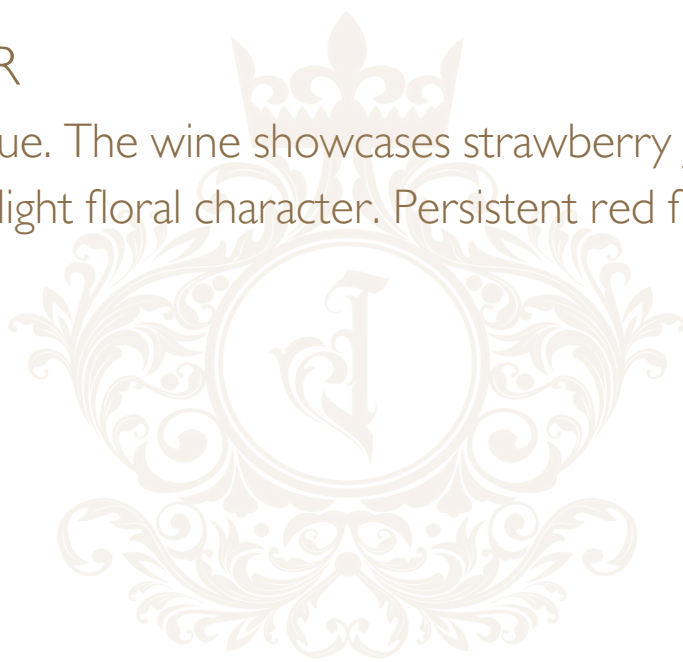 R
ue. The wine showcases strawberry
light floral character. Persistent red f